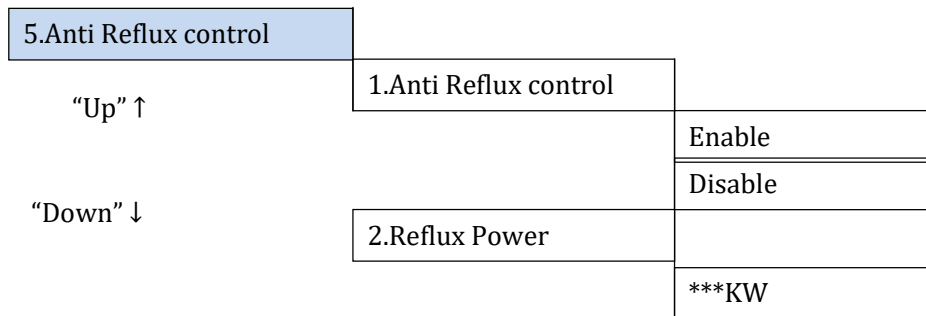 5.Anti Reflux control
1.Anti Reflux control
“Up”↑
Enable
Disable
“Down”↓
2.Reflux Power
***KW